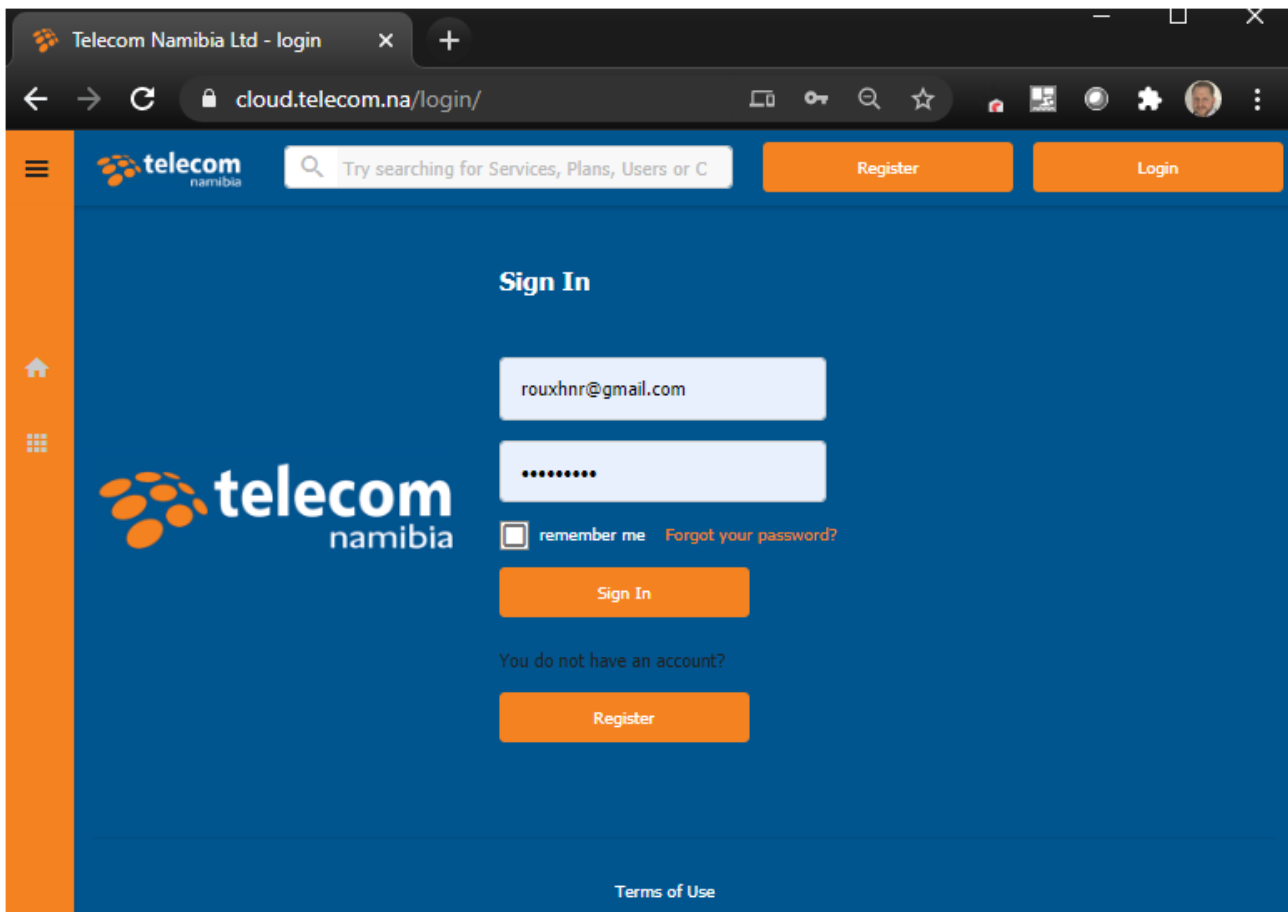 Telecom Namibia Ltd - login
cloud.telecom.na/login/
telecom
namibia
Try searching for Services, Plans, Users or C
Register
Login
Sign In
rouxhnr@gmail.com
•••••••••
telecom
namibia
remember me Forgot your password?
Sign In
You do not have an account?
Register
Terms of Use